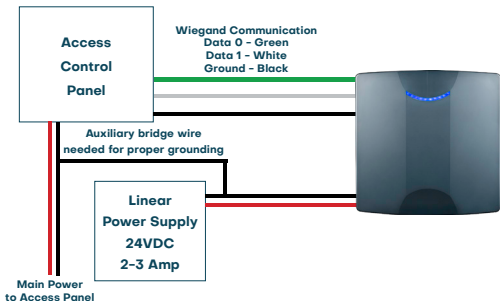 Access
Control
Panel
Wiegand Communication
Data 0 - Green
Data 1 - White
Ground - Black
Auxiliary bridge wire
needed for proper grounding
Linear
Power Supply
24VDC
2-3 Amp
Main Power
to Access Panel